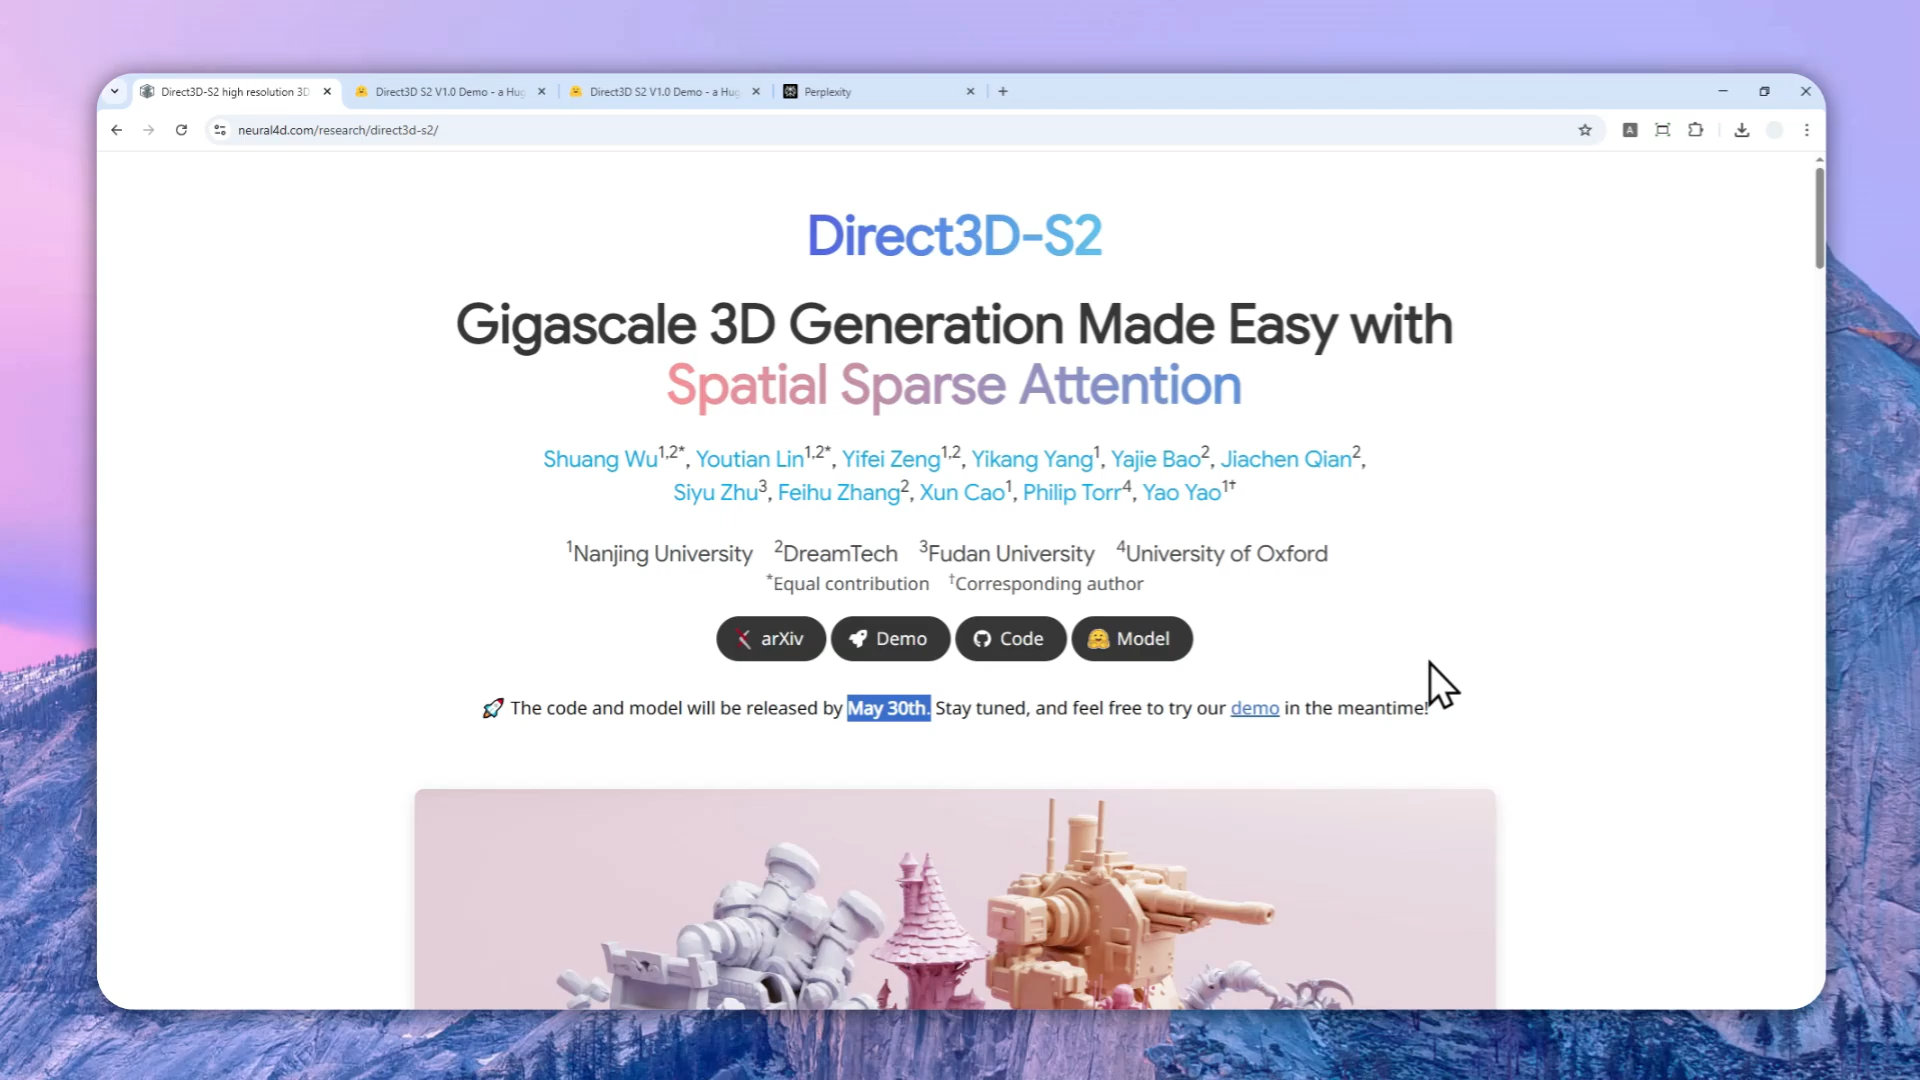 Direct3D-S2 high resolution 3D
Direct3D S2 V1.0 Demo - a Hug
Direct3D S2 V1.0 Demo - a Hug
Perplexity
neural4d.com/research/direct3d-s2/
A
Direct3D-S2
Gigascale 3D Generation Made Easy with
Spatial Sparse Attention
Shuang Wu1,2*, Youtian Lin1,2*, Yifei Zeng1,2, Yikang Yang1, Yajie Bao2, Jiachen Qian2,
Siyu Zhu3, Feihu Zhang2, Xun Cao1, Philip Torr4, Yao Yao1†
1Nanjing University 2DreamTech 3Fudan University 4University of Oxford
*Equal contribution †Corresponding author
arXiv Demo Code Model
🚀 The code and model will be released by May 30th. Stay tuned, and feel free to try our demo in the meantime!